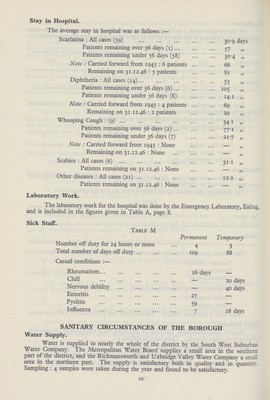 Stay in Hospital.
The average stay in hospital was as follows :—
Scarlatina : All cases (59) ... ... ... ... 30·9 days
Patients remaining over 56 days (1) ... ... ... 57 „
Patients remaining under 56 days (58) ... ... 30·4 „
Note : Carried forward from 1945 : 6 patients ... ... 66 „
Remaining on 31.12.46 : 5 patients ... ... 81 „
Diphtheria : All cases (14) ... ... ... ... 55 „
Patients remaining over 56 days (6) ... ... ... 105 „
Patients remaining under 56 days (8) ... ... 14·1 „
Note : Carried forward from 1945 : 4 patients ... ... 69 „
Remaining on 31.12.46 : 2 patients ... ... 29 „
Whooping Cough : (9) ... ... ... ... 34·1 „
Patients remaining over 56 days (2) ... ... ... 77·1 „
Patients remaining under 56 days (7) ... ... 21·7 „
Note : Carried forward from 1945 : None ... ... — „
Remaining on 31.12.46 : None ... ... — „
Scabies : All cases (6) ... ... ... ... 31·1 „
Patients remaining on 31.12.46 : None ... ... — „
Other diseases : All cases (21) ... ... ... ... 12·2 „
Patients remaining on 31.12.46 : None ... ... — „
Laboratory Work.
The laboratory work for the hospital was done by the Emergency Laboratory, Ealing,
and is included in the figures given in Table A, page 8.
Sick Staff.
TABLE M
Permanent Temporary
Number off duty for 24 hours or more ... ... 4 3
Total number of days off duty ... ... ... 109 88
Casual conditions :—
Rheumatism ... ... ... ... 16 days —
Chill ... ... ... ... — 20 days
Nervous debility ... ... ... — 40 days
Enteritis ... ... ... ... 27 —
Pyelitis ... ... ... ... 59 —
Influenza ... ... ... ... 7 28 days
SANITARY CIRCUMSTANCES OF THE BOROUGH
Water Supply.
Water is supplied to nearly the whole of the district by the South West Suburban
Water Company. The Metropolitan Water Board supplies a small area in the southern
part of the district, and the Rickmansworth and Uxbridge Valley Water Company a small
area in the northern part. The supply is satisfactory both in quality and in quantity.
Sampling : 4 samples were taken during the year and found to be satisfactory.